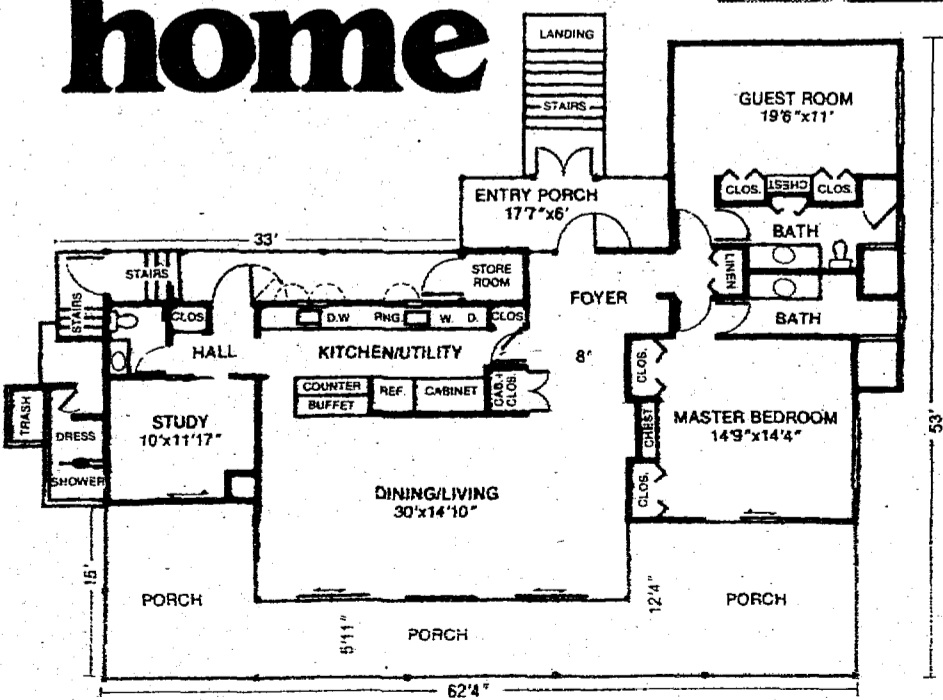 home
LANDING
STAIRS
GUEST ROOM
19'6"x11'
CLOS.
CHEST
CLOS.
ENTRY PORCH
17'7"x6'
BATH
33'
STAIRS
STORE
ROOM
LINEN
FOYER
STAIRS
CLOS
D.W
RNG.
W.
D.
CLOS
BATH
HALL
KITCHEN/UTILITY
8'
CLOS.
COUNTER
BUFFET
REF.
CABINET
CAB. +
CLOS.
TRASH
DRESS
STUDY
10'x11'17"
CHEST
MASTER BEDROOM
14'9"x14'4"
53'
SHOWER
CLOS.
DINING/LIVING
30'x14'10"
15'
PORCH
12'4"
PORCH
5'11"
PORCH
62'4"